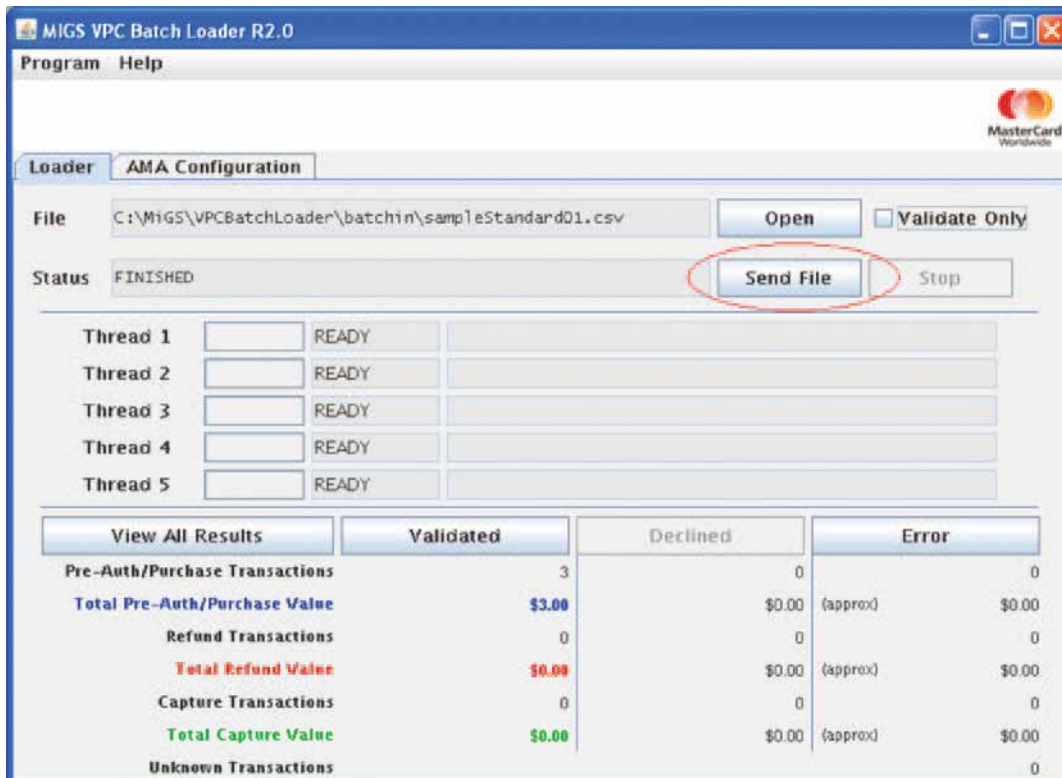 MIGS VPC Batch Loader R2.0
Program Help
MasterCard
Worldwide
Loader AMA Configuration
File C:\MiGS\VPCBatchLoader\batchin\sampleStandard01.csv Open Validate Only
Status FINISHED Send File Stop
Thread 1 READY
Thread 2 READY
Thread 3 READY
Thread 4 READY
Thread 5 READY
View All Results Validated Declined Error
Pre-Auth/Purchase Transactions 3 0 0
Total Pre-Auth/Purchase Value $3.00 $0.00 (approx) $0.00
Refund Transactions 0 0 0
Total Refund Value $0.00 $0.00 (approx) $0.00
Capture Transactions 0 0 0
Total Capture Value $0.00 $0.00 (approx) $0.00
Unknown Transactions 0